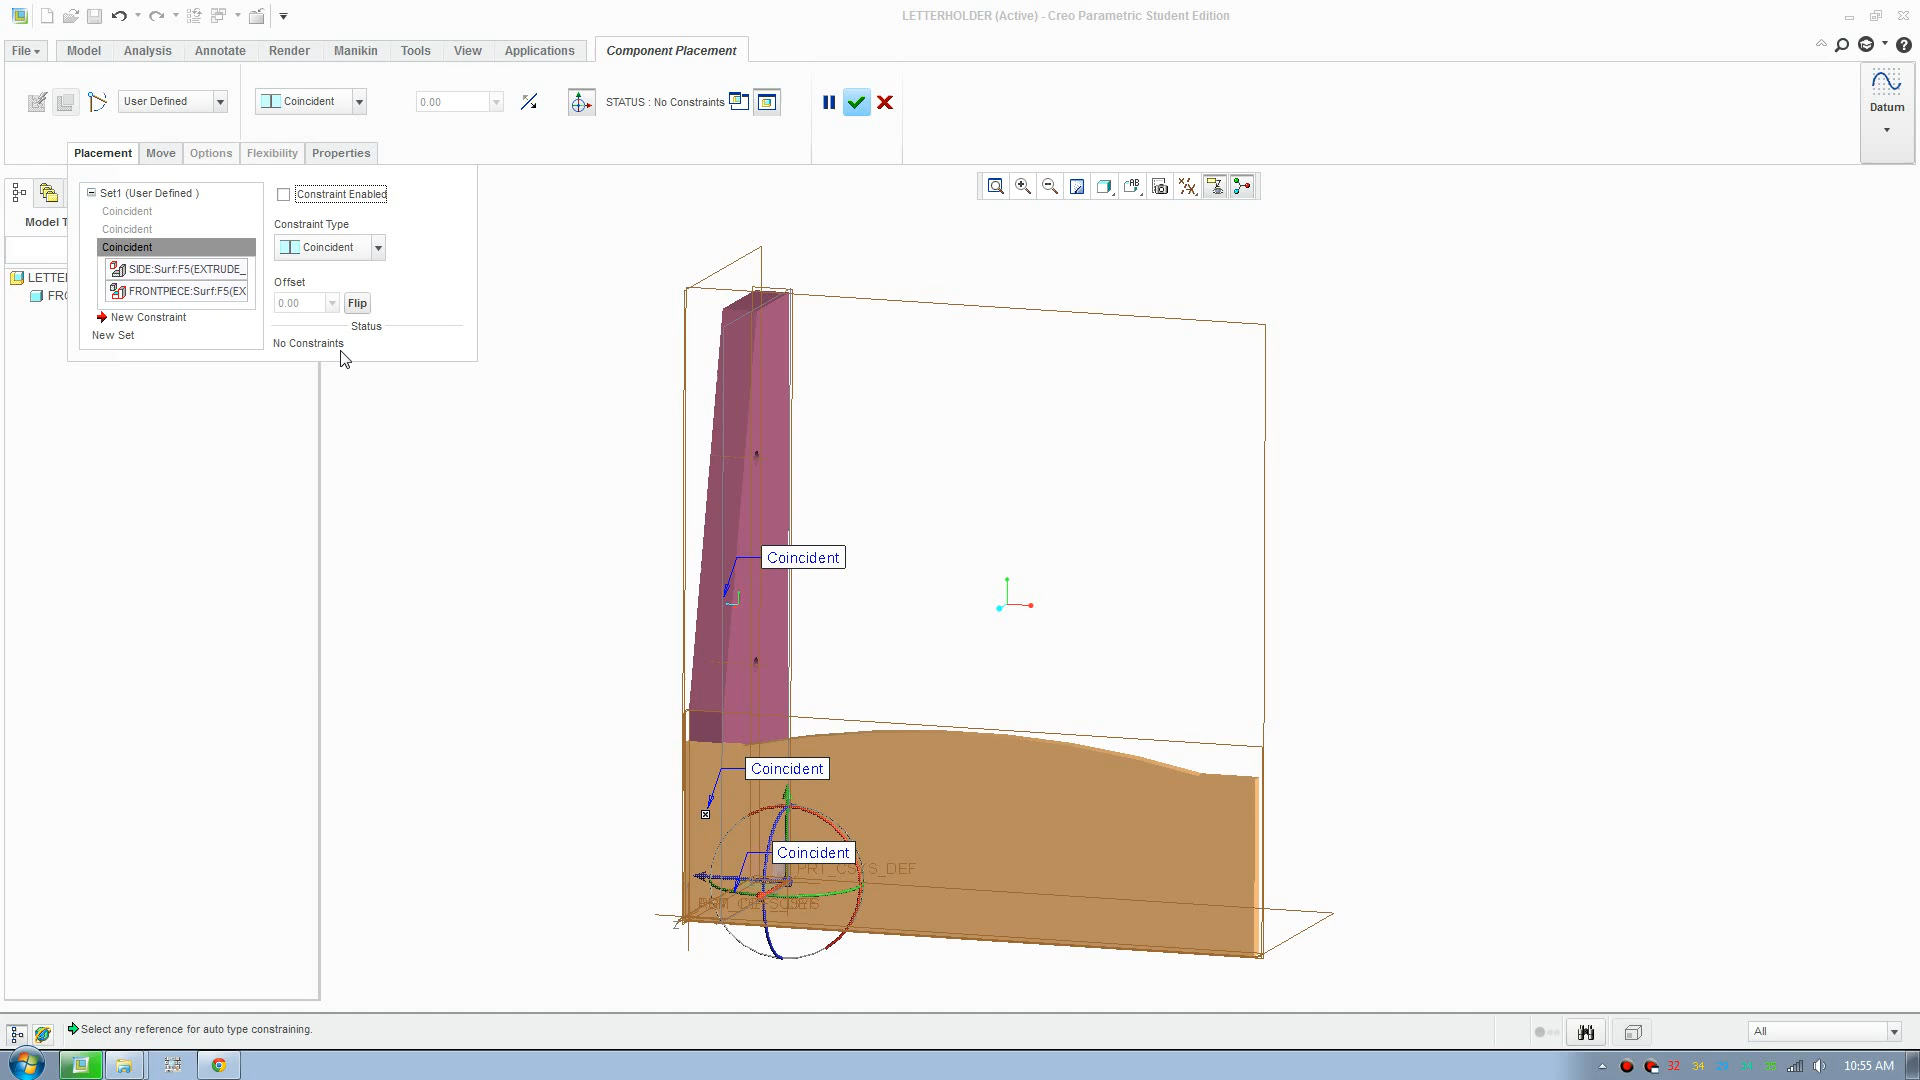 LETTERHOLDER (Active) - Creo Parametric Student Edition
File Model Analysis Annotate Render Manikin Tools View Applications Component Placement
User Defined Coincident 0.00 STATUS : No Constraints
Datum
Placement Move Options Flexibility Properties
Set1 (User Defined )
Coincident
Coincident
Coincident
SIDE:Surf:F5(EXTRUDE_
FRONTPIECE:Surf:F5(EX
New Constraint
New Set
Constraint Enabled
Constraint Type
Coincident
Offset
0.00 Flip
Status
No Constraints
Model T
LETTE
FRO
Coincident
Coincident
Coincident
PRT_CSYS_DEF
Z
Select any reference for auto type constraining.
All
32 34
10:55 AM